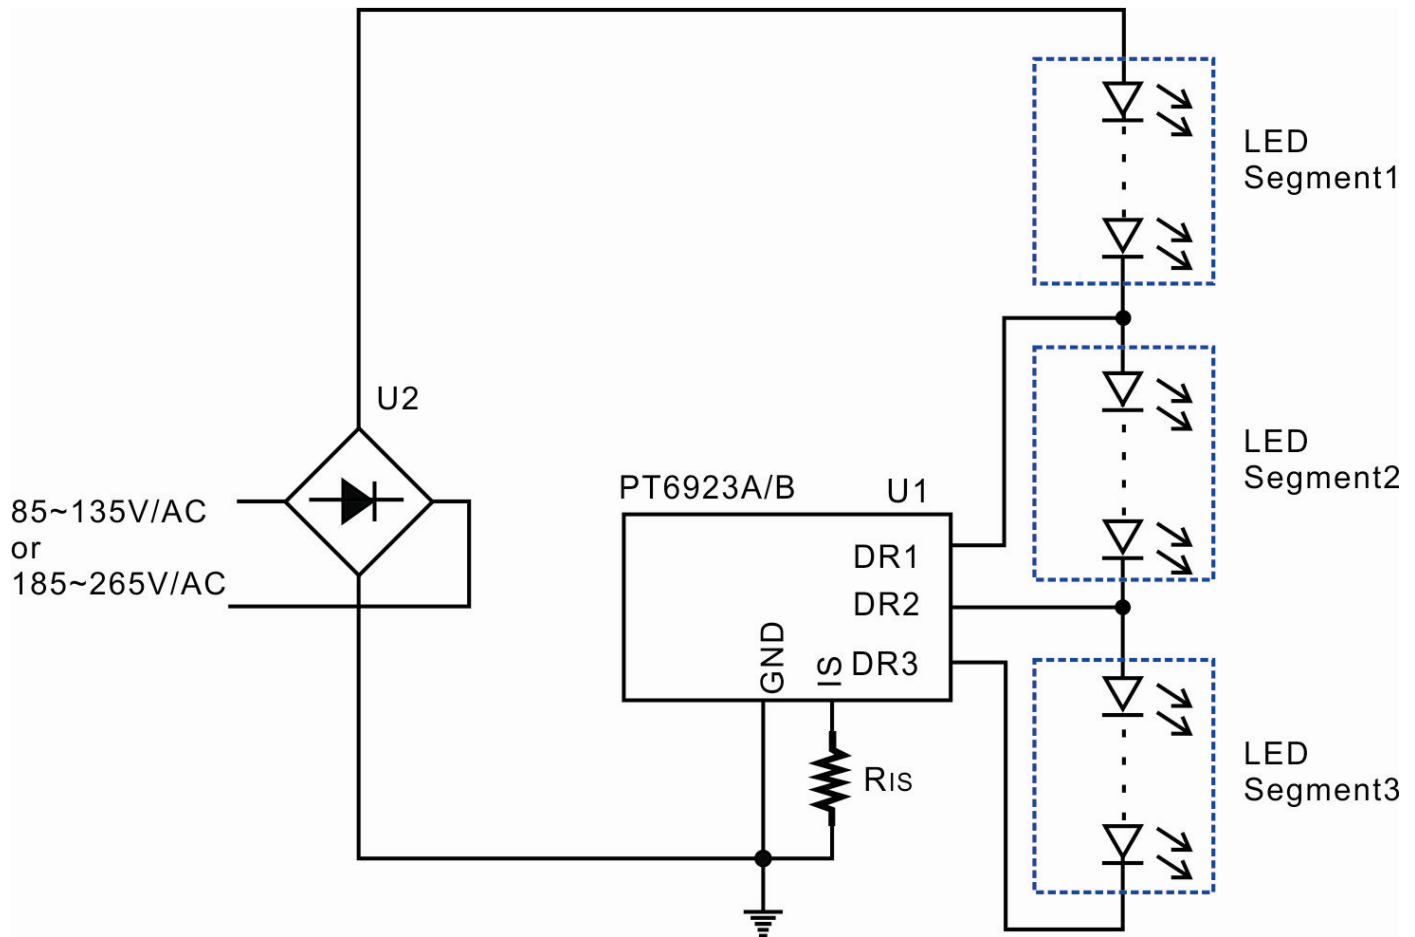 U2
85~135V/AC
or
185~265V/AC
PT6923A/B
U1
DR1
DR2
DR3
GND
IS
RIS
LED
Segment1
LED
Segment2
LED
Segment3